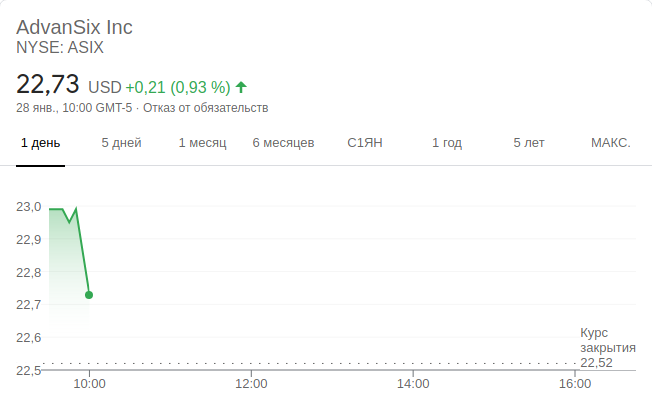 AdvanSix Inc
NYSE: ASIX
22,73 USD +0,21 (0,93 %)
28 янв., 10:00 GMT-5 · Отказ от обязательств
1 день 5 дней 1 месяц 6 месяцев С1ЯН 1 год 5 лет МАКС.
23,0
22,9
22,8
22,7
22,6
Курс
закрытия
22,52
22,5
10:00 12:00 14:00 16:00